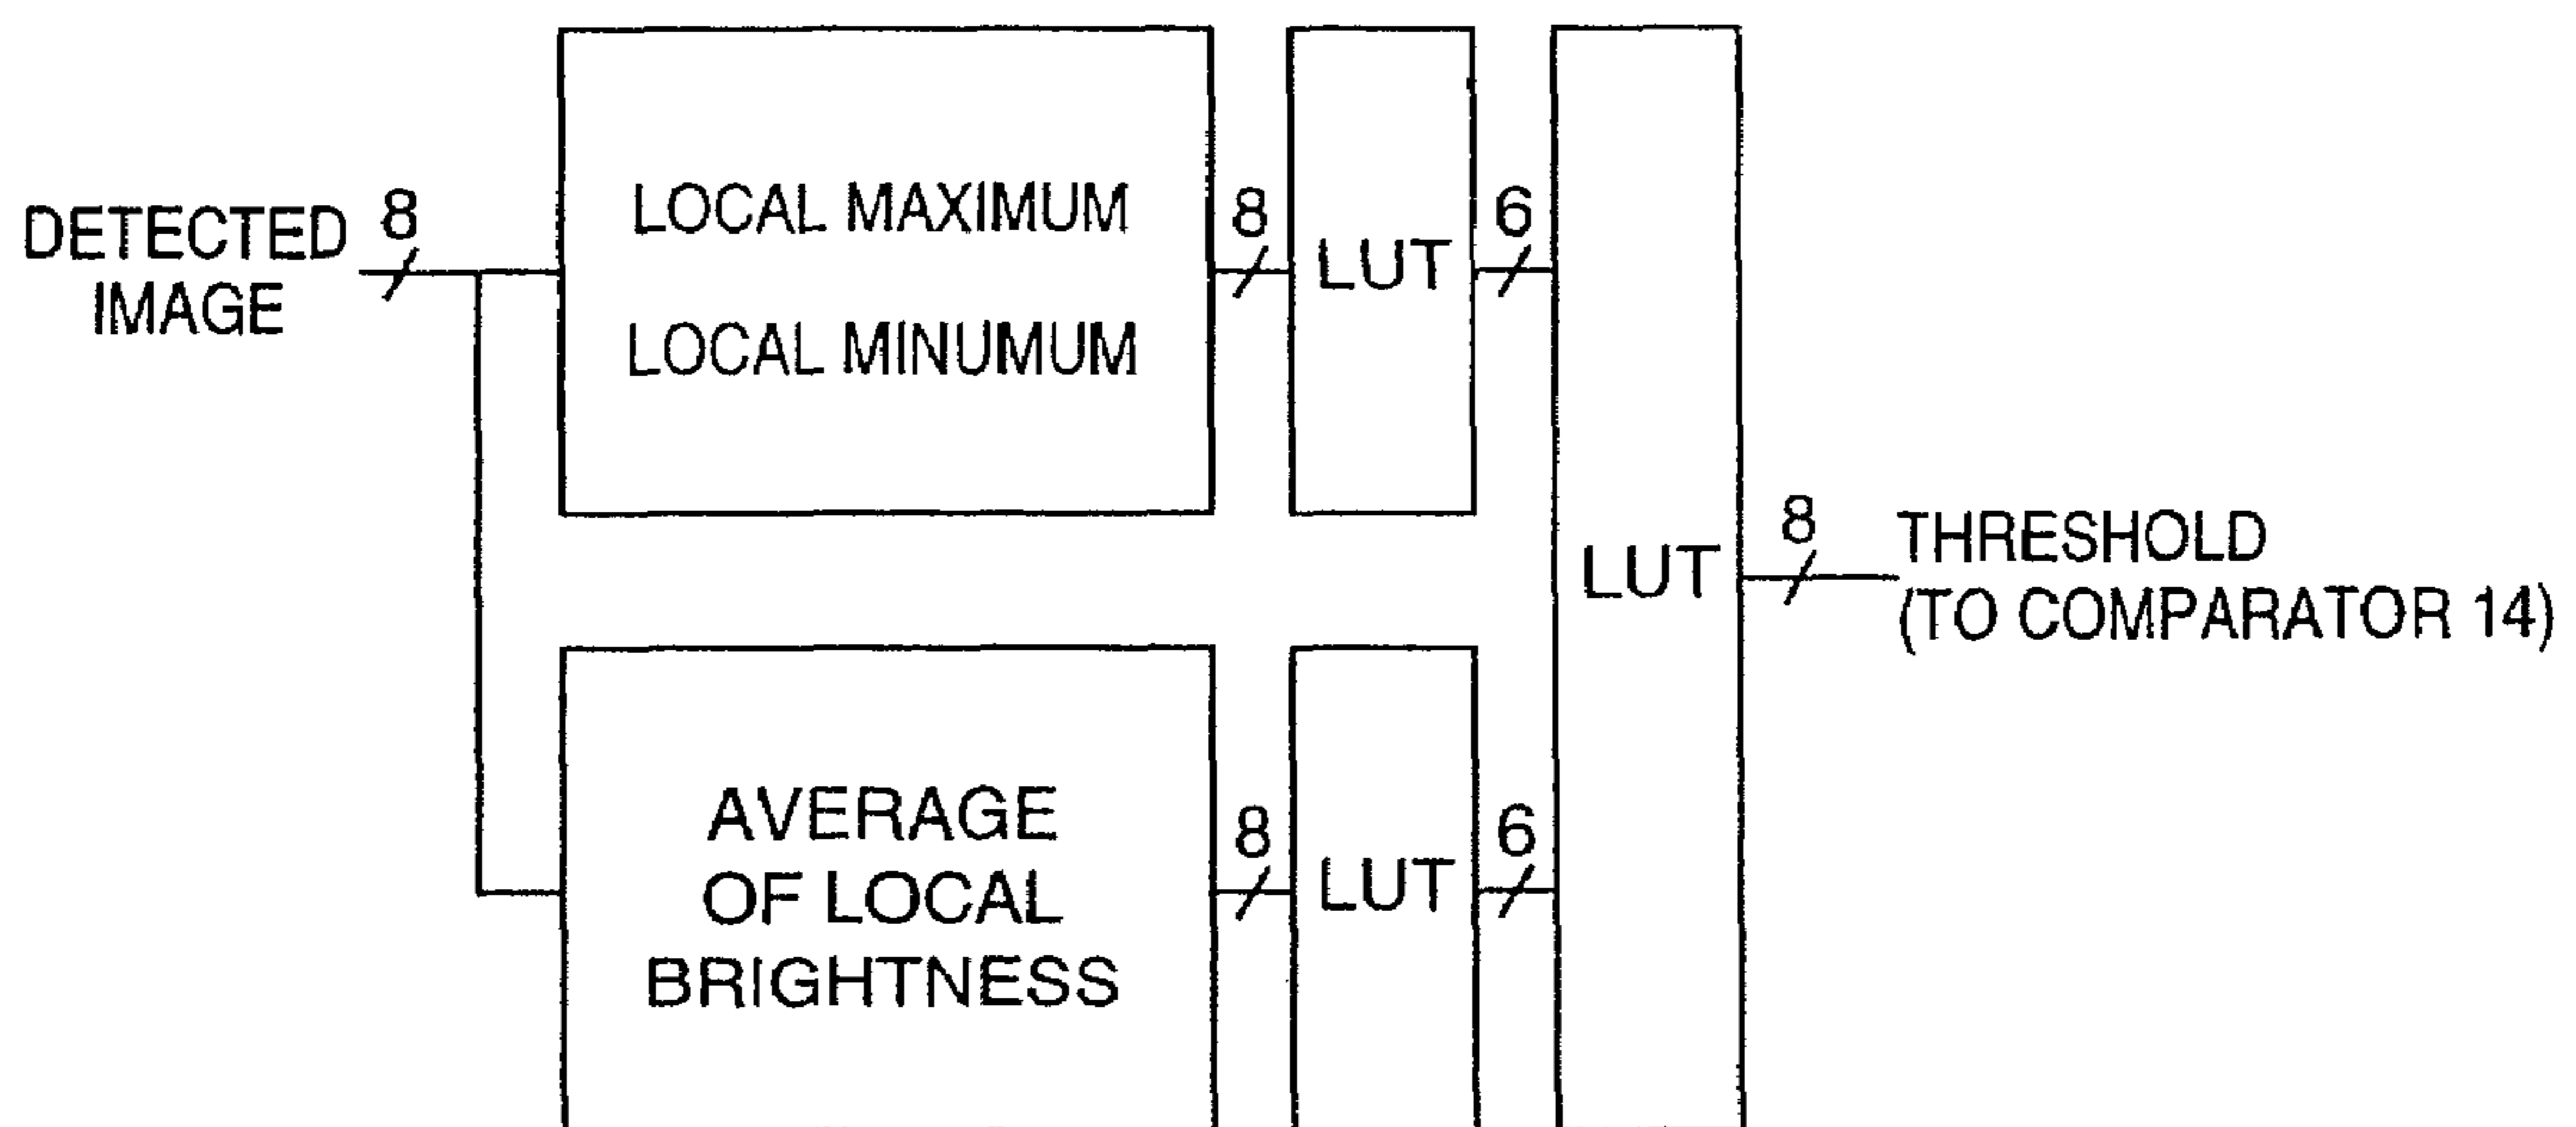 DETECTED
IMAGE
8
LOCAL MAXIMUM
LOCAL MINUMUM
8
LUT
6
AVERAGE
OF LOCAL
BRIGHTNESS
8
LUT
6
LUT
8
THRESHOLD
(TO COMPARATOR 14)